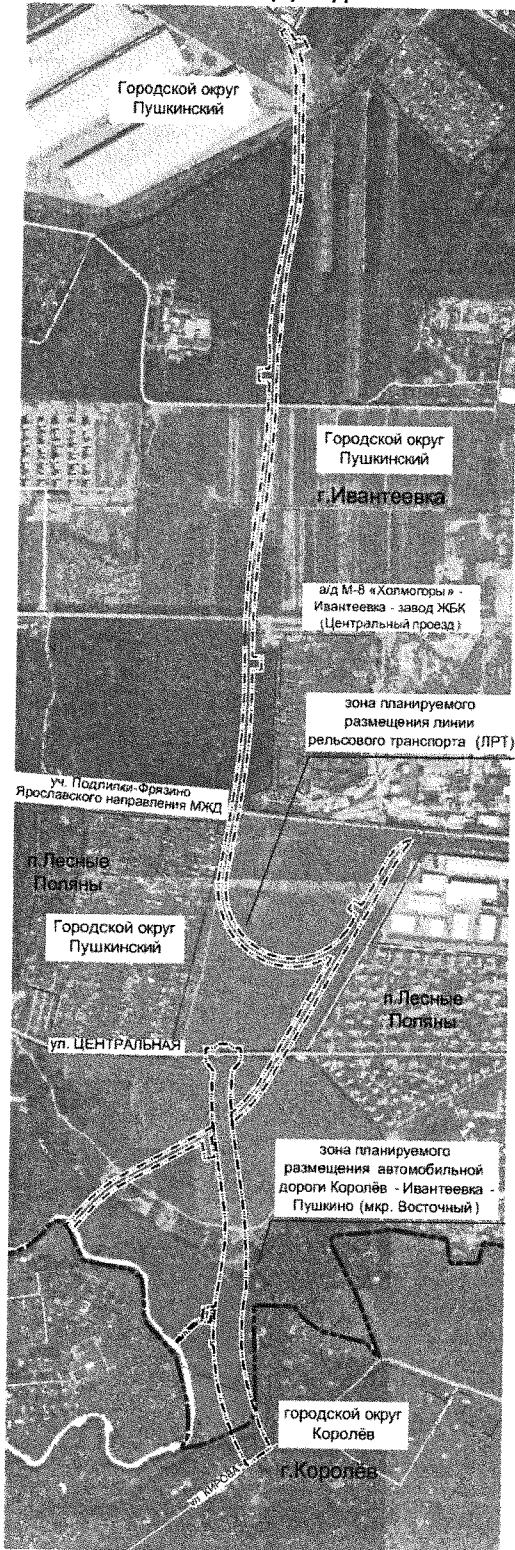 Городской округ
Пушкинский
Городской округ
Пушкинский
г.Ивантеевка
а/д М-8 «Холмогоры» -
Ивантеевка - завод ЖБК
(Центральный проезд)
зона планируемого
размещения линии
рельсового транспорта (ЛРТ)
уч. Подлипки-Фрязино
Ярославского направления МЖД
п.Лесные
Поляны
Городской округ
Пушкинский
п.Лесные
Поляны
ул. ЦЕНТРАЛЬНАЯ
зона планируемого
размещения автомобильной
дороги Королёв - Ивантеевка -
Пушкино (мкр. Восточный)
городской округ
Королёв
г.Королёв
ул. КИРОВА